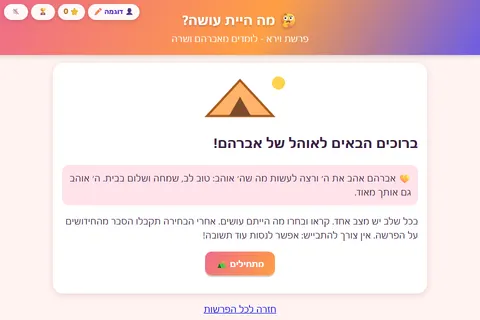 דוגמה
0
מה היית עושה?
פרשת וירא - לומדים מאברהם ושרה
ברוכים הבאים לאוהל של אברהם!
אברהם אהב את ה׳ ורצה לעשות מה שה׳ אוהב: טוב לב, שמחה ושלום בבית. ה׳ אוהב
גם אותך מאוד.
בכל שלב יש מצב אחד. קראו ובחרו מה הייתם עושים. אחרי הבחירה תקבלו הסבר מהחידושים
על הפרשה. אין צורך להתבייש: אפשר לנסות עוד תשובה!
מתחילים
חזרה לכל הפרשות